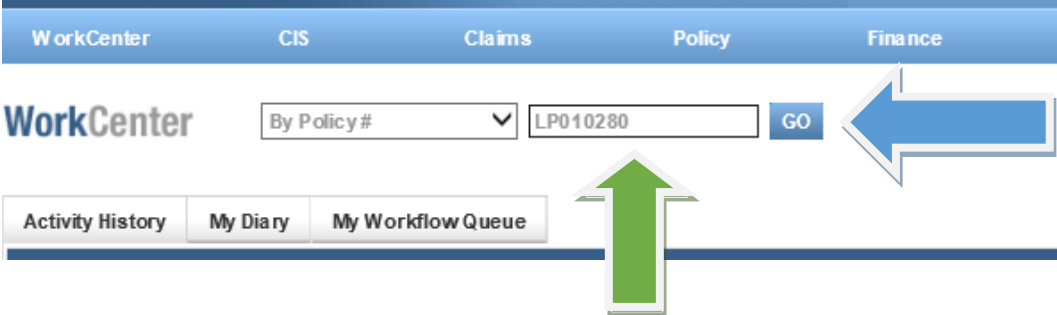 WorkCenter CIS Claims Policy Finance
WorkCenter By Policy # LP010280 GO
Activity History My Diary My Workflow Queue